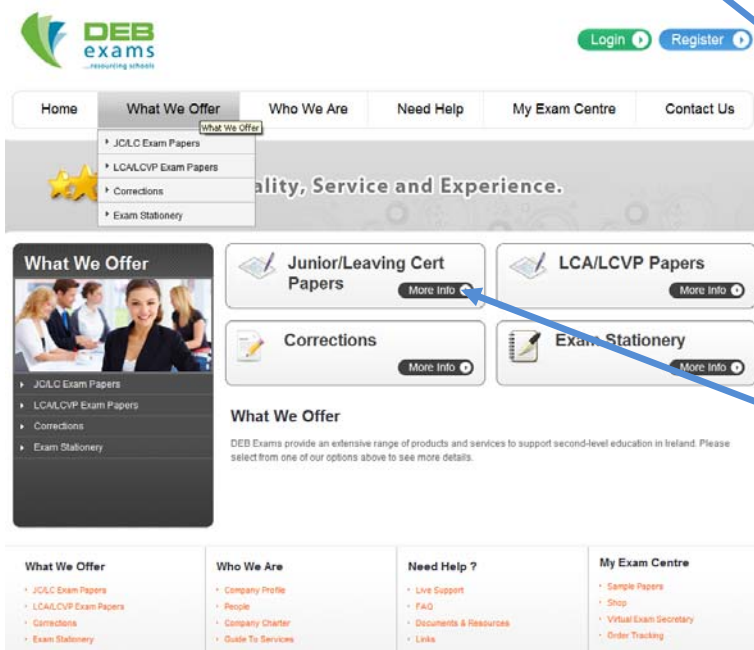 DEB
exams
...resourcing schools
Login
Register
Home What We Offer Who We Are Need Help My Exam Centre Contact Us
What We Offer
JC/LC Exam Papers
LCA/LCVP Exam Papers
Corrections
Exam Stationery
ality, Service and Experience.
What We Offer
JC/LC Exam Papers
LCA/LCVP Exam Papers
Corrections
Exam Stationery
Junior/Leaving Cert
Papers
More Info
LCA/LCVP Papers
More Info
Corrections
More Info
Exam Stationery
More Info
What We Offer
DEB Exams provide an extensive range of products and services to support second-level education in Ireland. Please
select from one of our options above to see more details.
What We Offer
JC/LC Exam Papers
LCA/LCVP Exam Papers
Corrections
Exam Stationery
Who We Are
Company Profile
People
Company Charter
Guide To Services
Need Help ?
Live Support
FAQ
Documents & Resources
Links
My Exam Centre
Sample Papers
Shop
Virtual Exam Secretary
Order Tracking